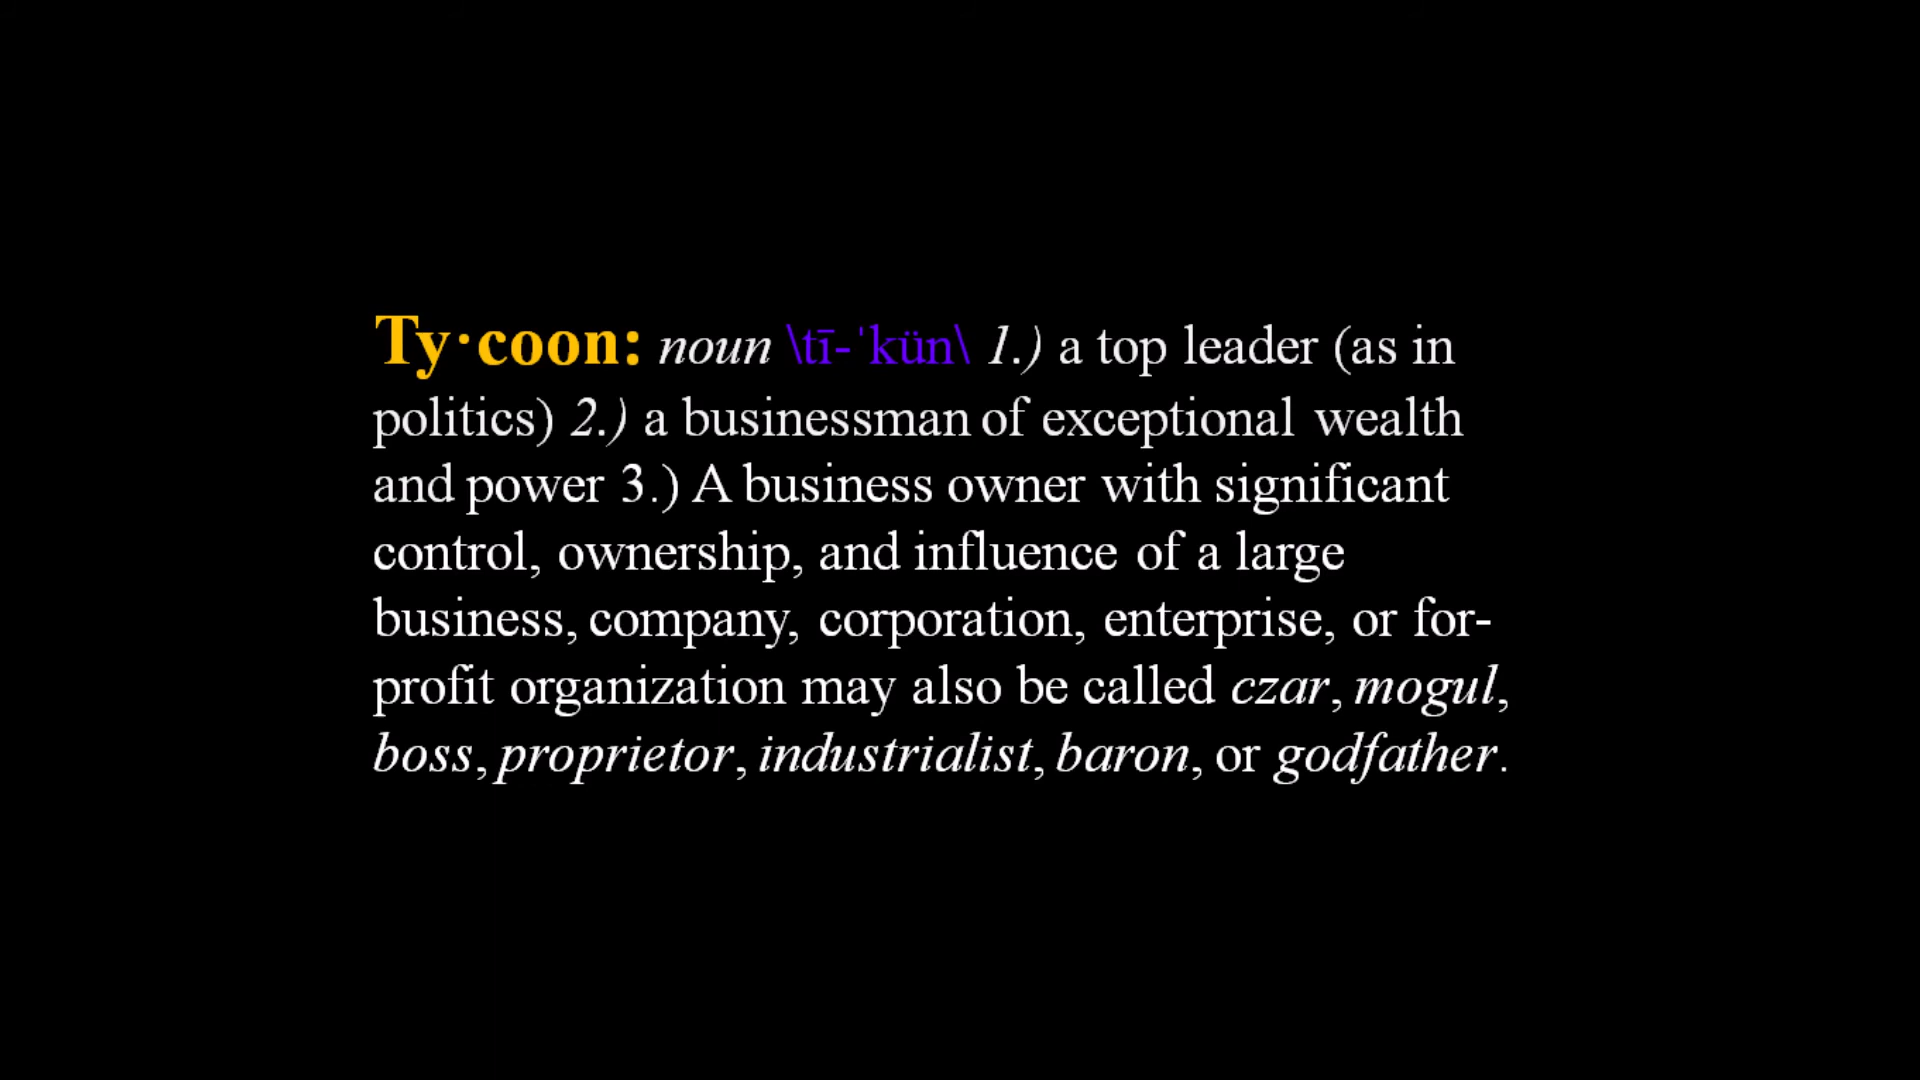 Ty·coon: noun \tī-ˈkün\ 1.) a top leader (as in
politics) 2.) a businessman of exceptional wealth
and power 3.) A business owner with significant
control, ownership, and influence of a large
business, company, corporation, enterprise, or for-
profit organization may also be called czar, mogul,
boss, proprietor, industrialist, baron, or godfather.